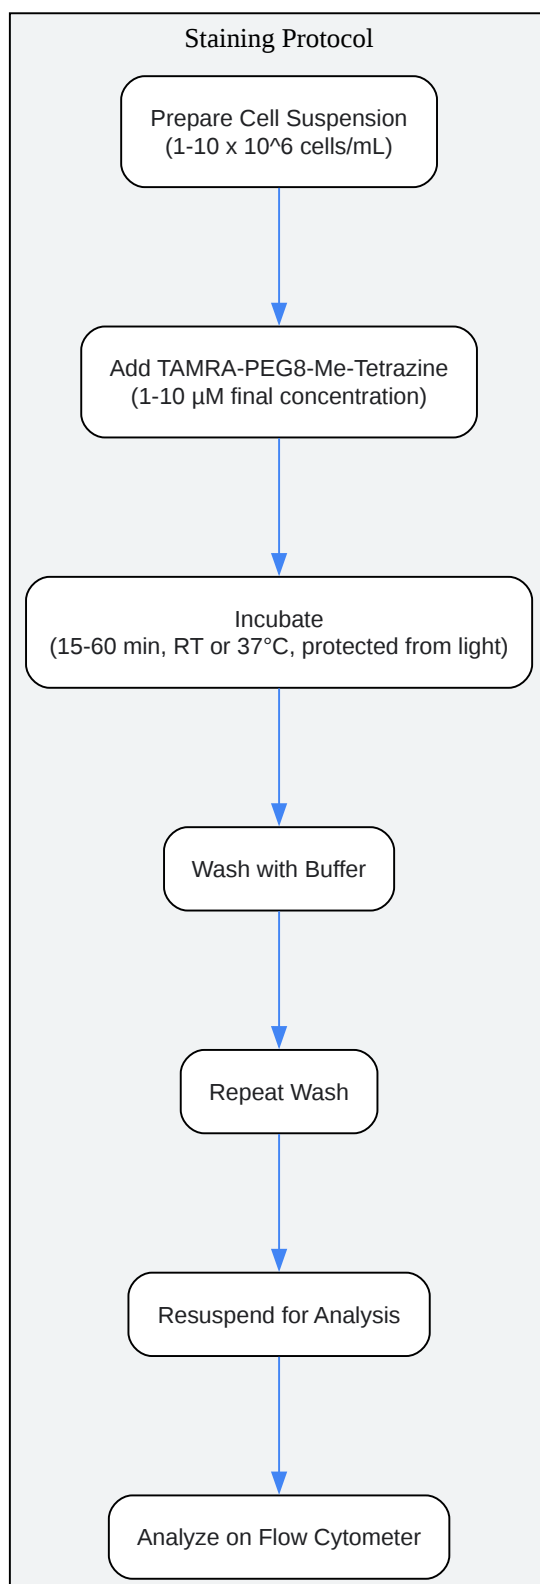 Staining Protocol
Prepare Cell Suspension
(1-10 x 10^6 cells/mL)
Add TAMRA-PEG8-Me-Tetrazine
(1-10 µM final concentration)
Incubate
(15-60 min, RT or 37°C, protected from light)
Wash with Buffer
Repeat Wash
Resuspend for Analysis
Analyze on Flow Cytometer